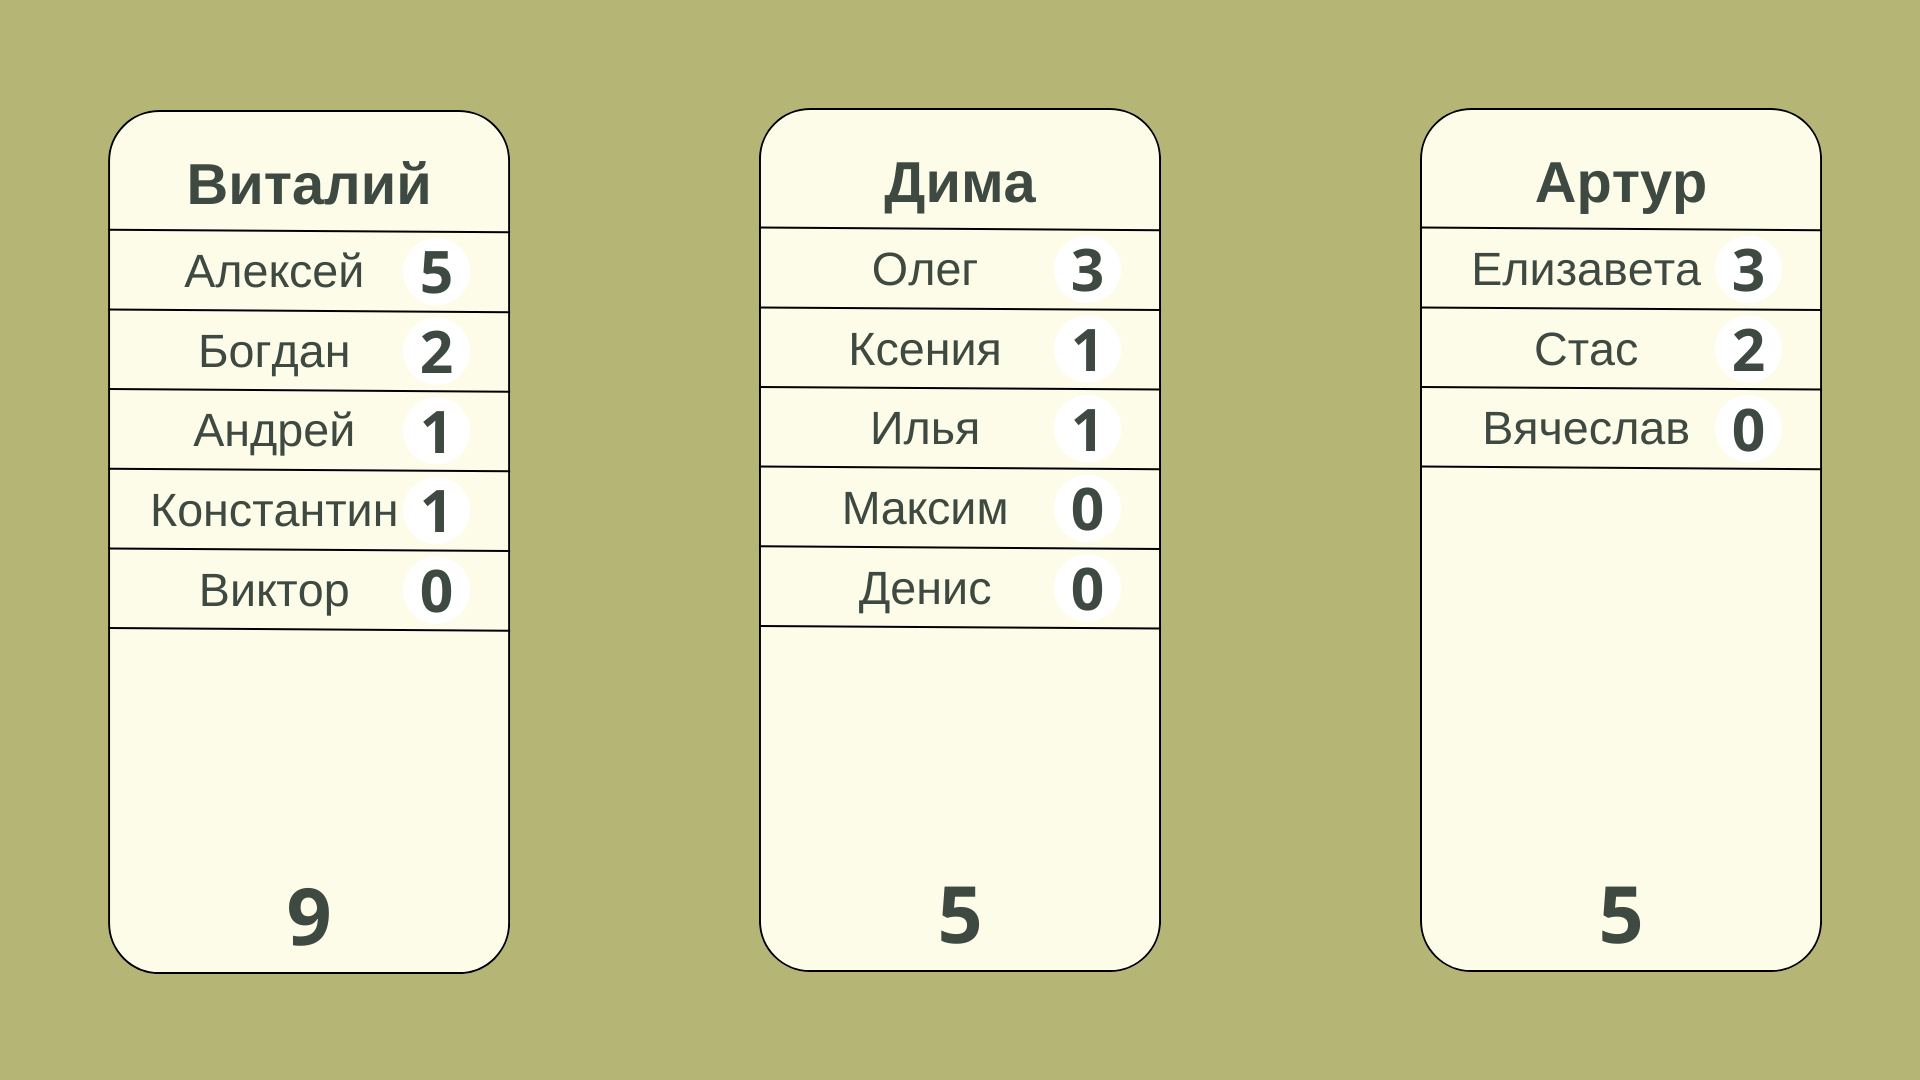 Виталий
Алексей 5
Богдан 2
Андрей 1
Константин 1
Виктор 0
9
Дима
Олег 3
Ксения 1
Илья 1
Максим 0
Денис 0
5
Артур
Елизавета 3
Стас 2
Вячеслав 0
5